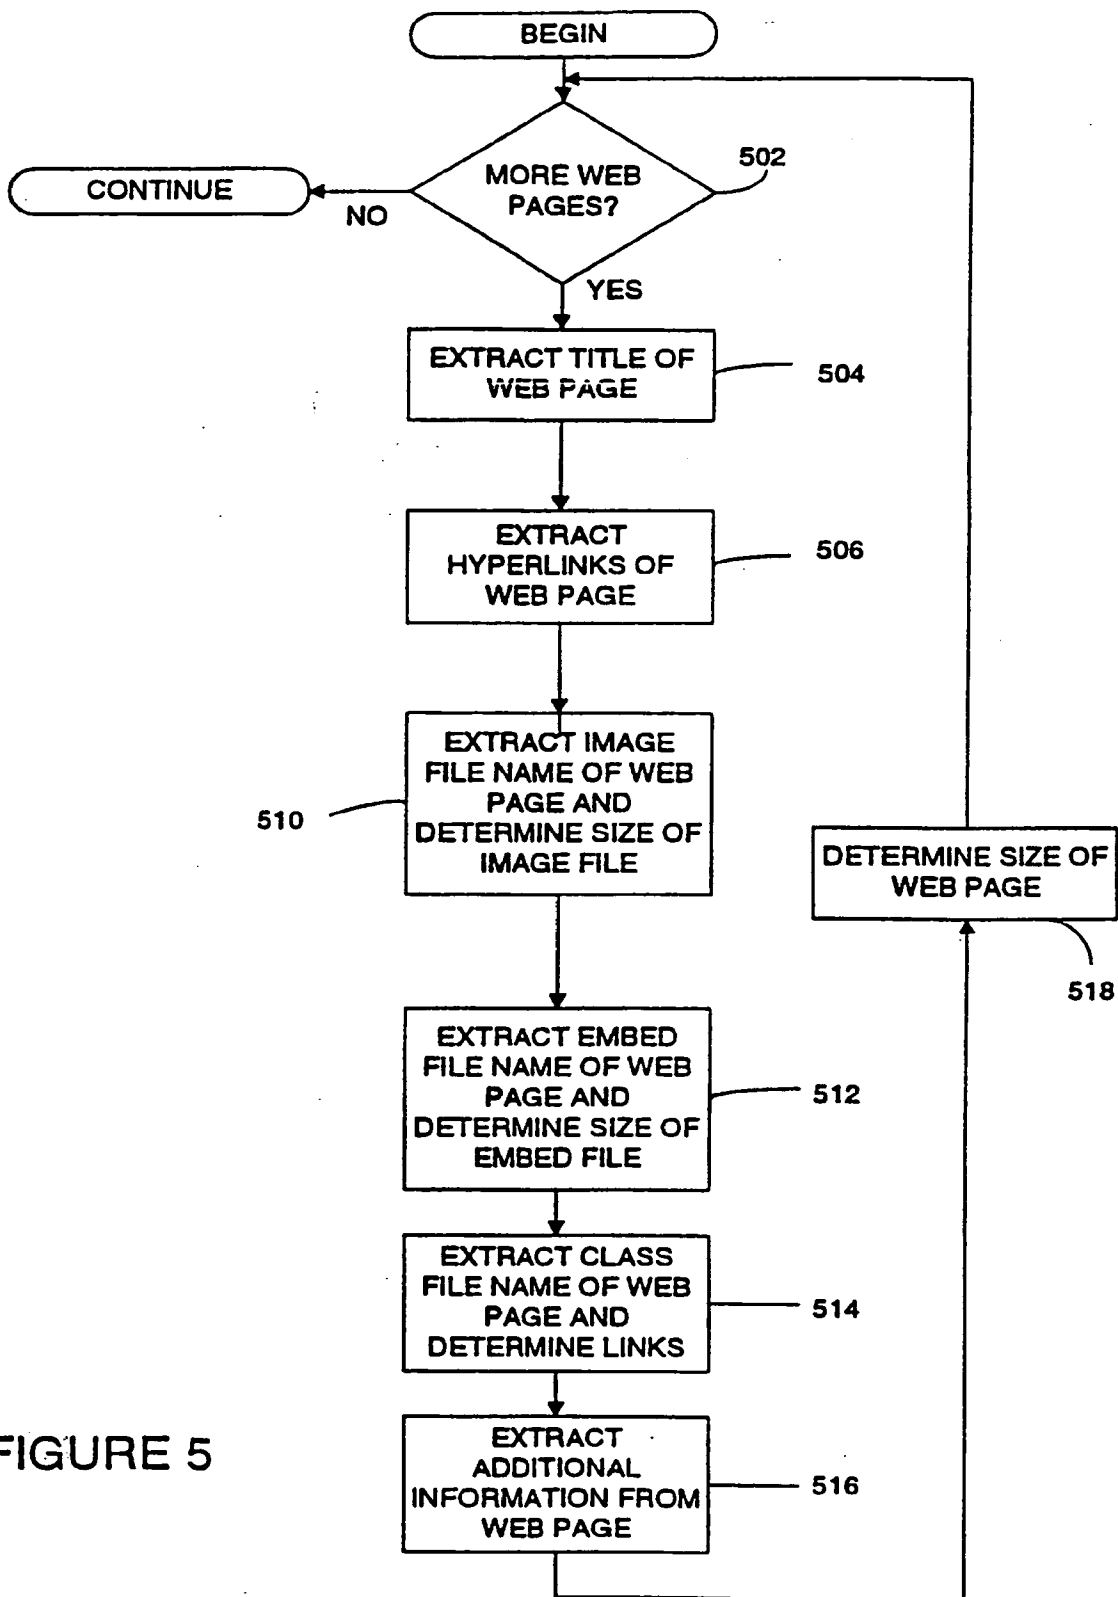 BEGIN
MORE WEB
PAGES?
502
CONTINUE
NO
YES
EXTRACT TITLE OF
WEB PAGE
504
EXTRACT
HYPERLINKS OF
WEB PAGE
506
EXTRACT IMAGE
FILE NAME OF WEB
PAGE AND
DETERMINE SIZE OF
IMAGE FILE
510
DETERMINE SIZE OF
WEB PAGE
518
EXTRACT EMBED
FILE NAME OF WEB
PAGE AND
DETERMINE SIZE OF
EMBED FILE
512
EXTRACT CLASS
FILE NAME OF WEB
PAGE AND
DETERMINE LINKS
514
EXTRACT
ADDITIONAL
INFORMATION FROM
WEB PAGE
516
FIGURE 5